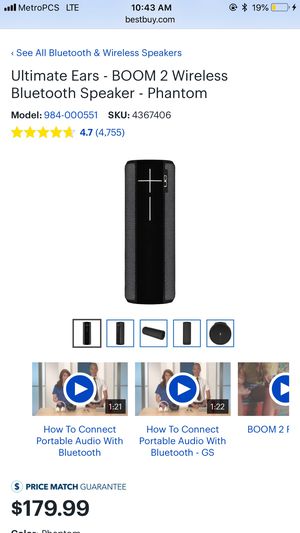 MetroPCS LTE 10:43 AM 19%
bestbuy.com
‹ See All Bluetooth & Wireless Speakers
Ultimate Ears - BOOM 2 Wireless
Bluetooth Speaker - Phantom
Model: 984-000551 SKU: 4367406
4.7 (4,755)
1:21
1:22
How To Connect
Portable Audio With
Bluetooth
How To Connect
Portable Audio With
Bluetooth - GS
BOOM 2 F
$ PRICE MATCH GUARANTEE
$179.99
Color: Phantom